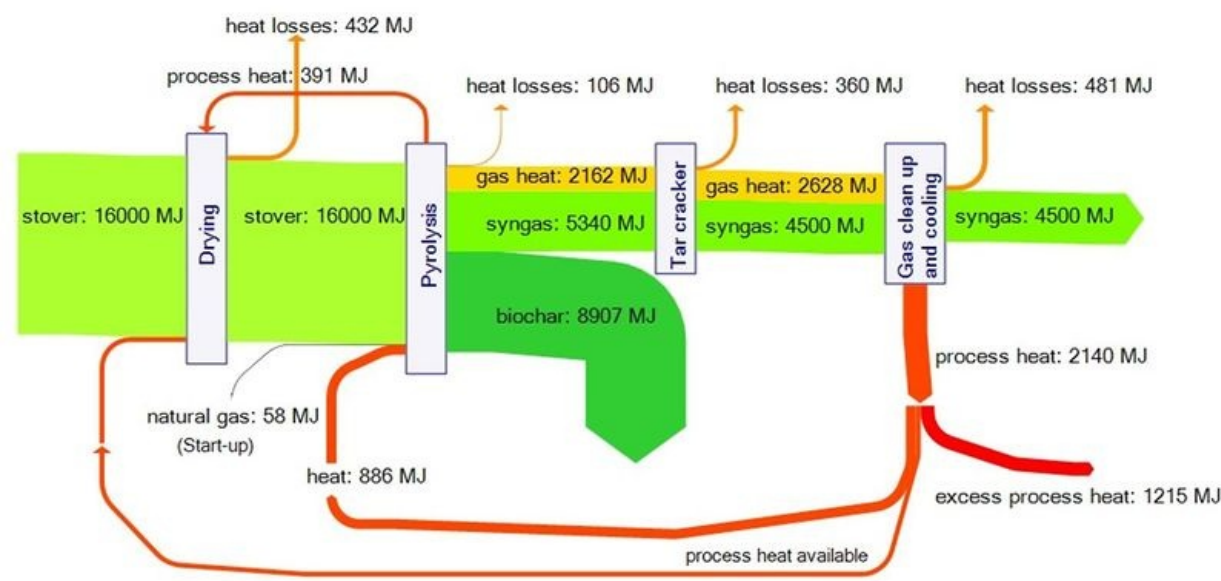 heat losses: 432 MJ
process heat: 391 MJ
heat losses: 106 MJ
heat losses: 360 MJ
heat losses: 481 MJ
stover: 16000 MJ
Drying
stover: 16000 MJ
Pyrolysis
gas heat: 2162 MJ
syngas: 5340 MJ
Tar cracker
gas heat: 2628 MJ
syngas: 4500 MJ
Gas clean up
and cooling
syngas: 4500 MJ
biochar: 8907 MJ
process heat: 2140 MJ
natural gas: 58 MJ
(Start-up)
heat: 886 MJ
excess process heat: 1215 MJ
process heat available